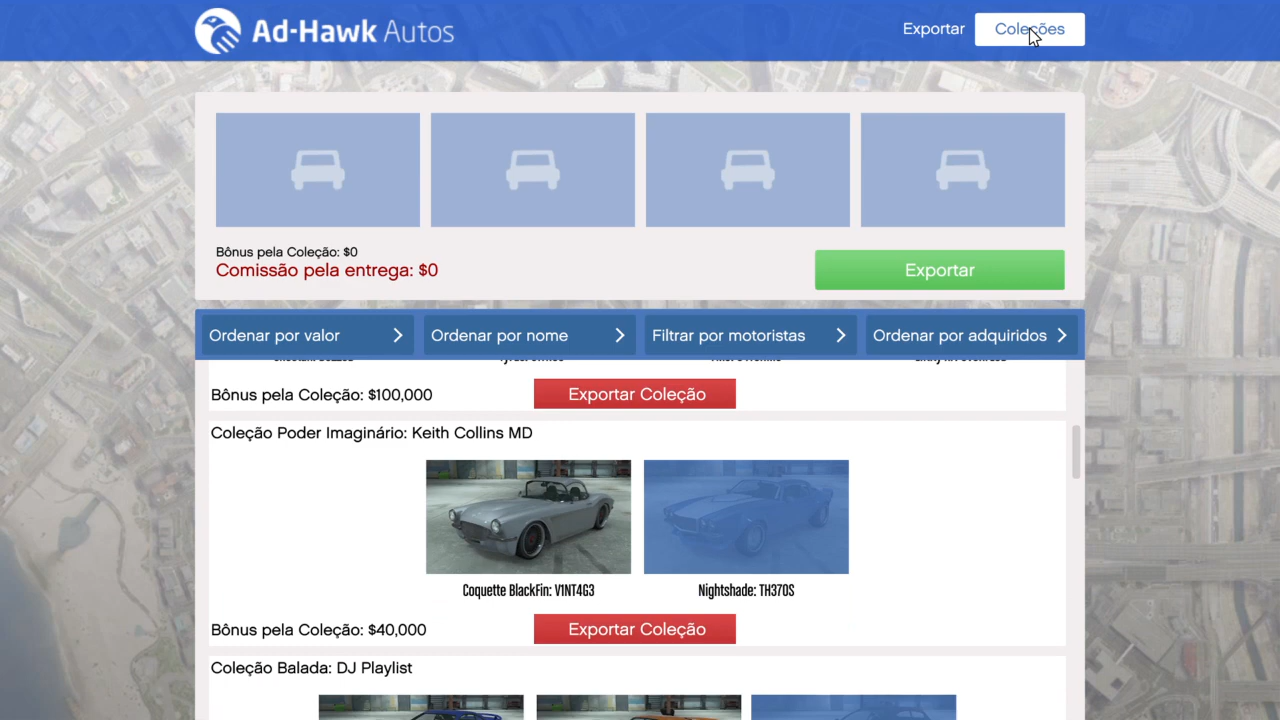 Ad-Hawk Autos
Exportar
Coleções
Bônus pela Coleção: $0
Comissão pela entrega: $0
Exportar
Ordenar por valor
Ordenar por nome
Filtrar por motoristas
Ordenar por adquiridos
Bônus pela Coleção: $100,000
Exportar Coleção
Coleção Poder Imaginário: Keith Collins MD
Coquette BlackFin: V1NT4G3
Nightshade: TH370S
Bônus pela Coleção: $40,000
Exportar Coleção
Coleção Balada: DJ Playlist